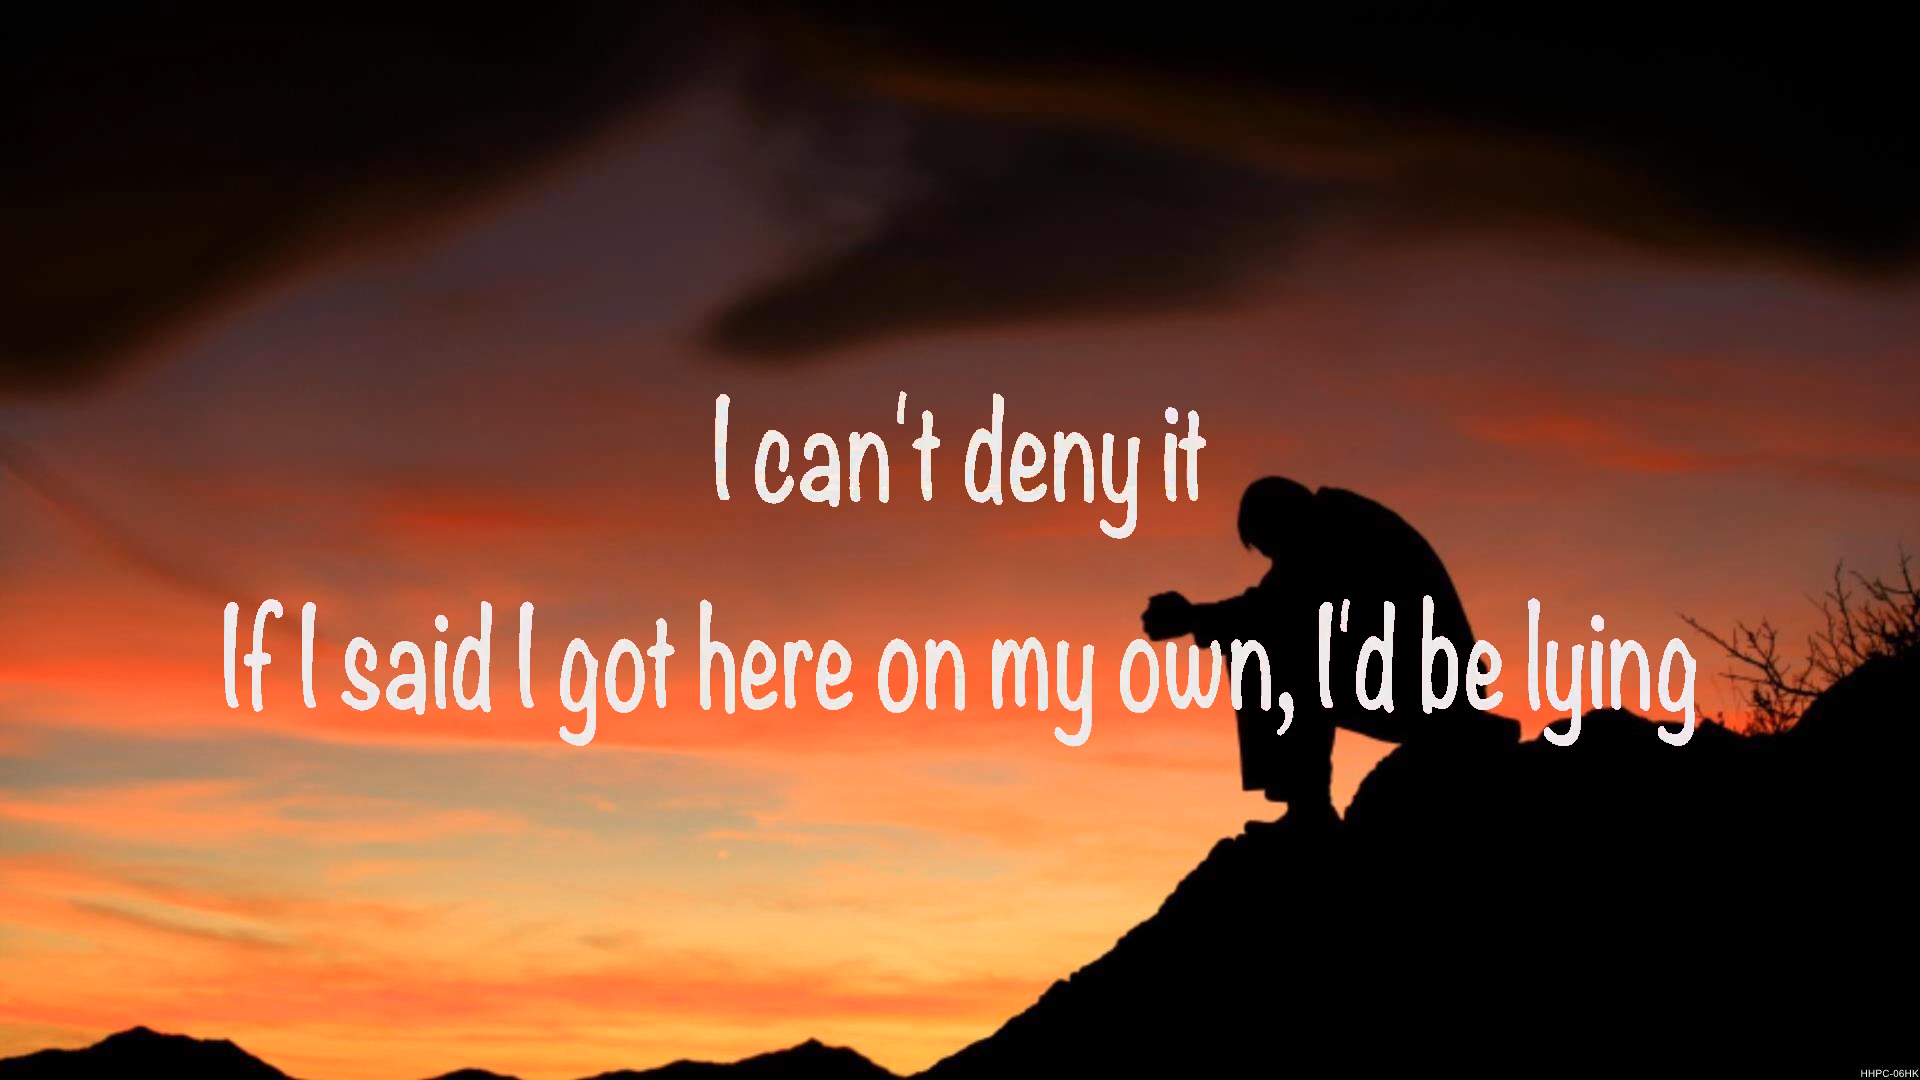 I can't deny it
If I said I got here on my own, I'd be lying
HHPC-06HK